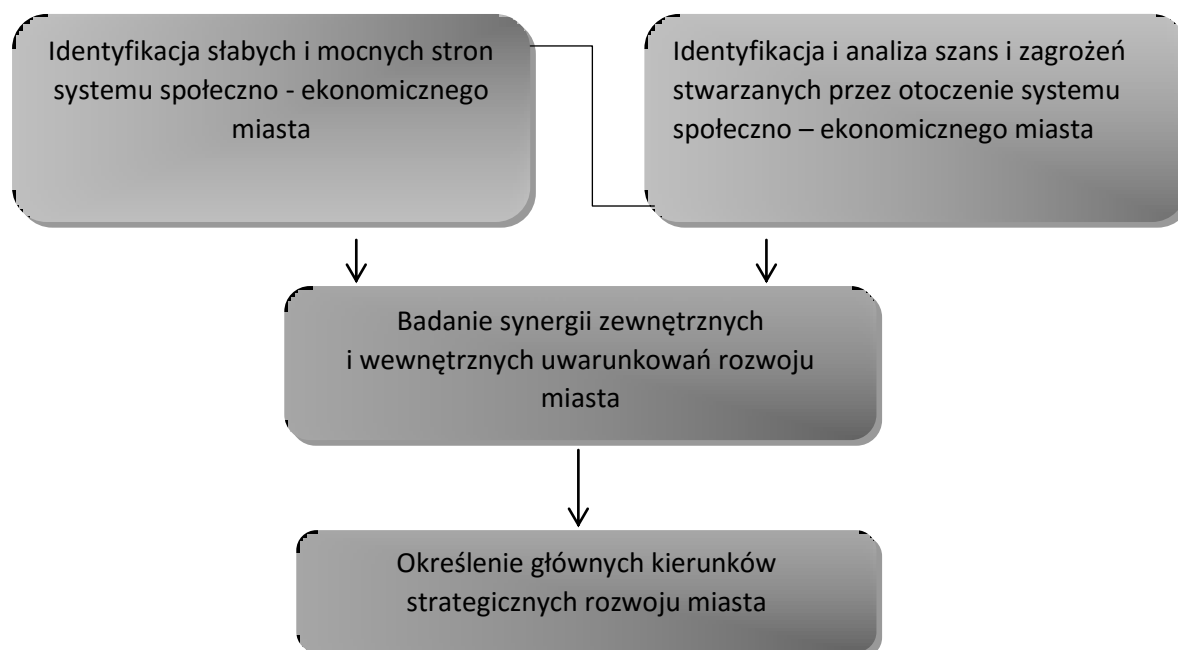 Identyfikacja słabych i mocnych stron
systemu społeczno - ekonomicznego
miasta
Identyfikacja i analiza szans i zagrożeń
stwarzanych przez otoczenie systemu
społeczno – ekonomicznego miasta
Badanie synergii zewnętrznych
i wewnętrznych uwarunkowań rozwoju
miasta
Określenie głównych kierunków
strategicznych rozwoju miasta